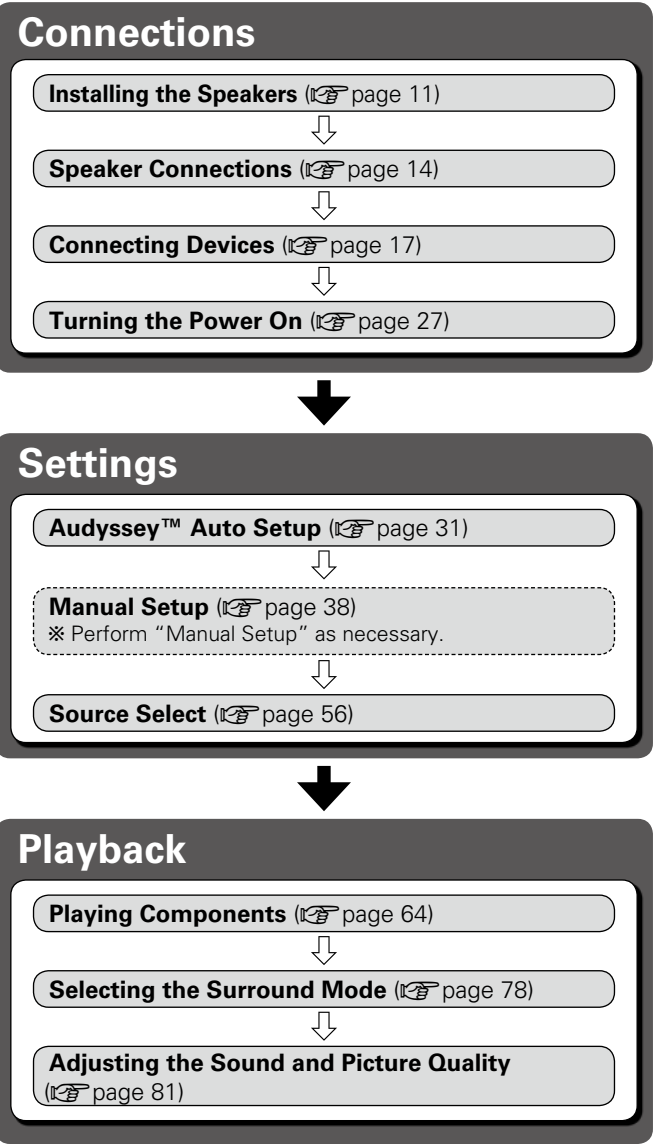 Connections
Installing the Speakers (☞ page 11)
Speaker Connections (☞ page 14)
Connecting Devices (☞ page 17)
Turning the Power On (☞ page 27)
Settings
Audyssey™ Auto Setup (☞ page 31)
Manual Setup (☞ page 38)
※ Perform “Manual Setup” as necessary.
Source Select (☞ page 56)
Playback
Playing Components (☞ page 64)
Selecting the Surround Mode (☞ page 78)
Adjusting the Sound and Picture Quality
(☞ page 81)